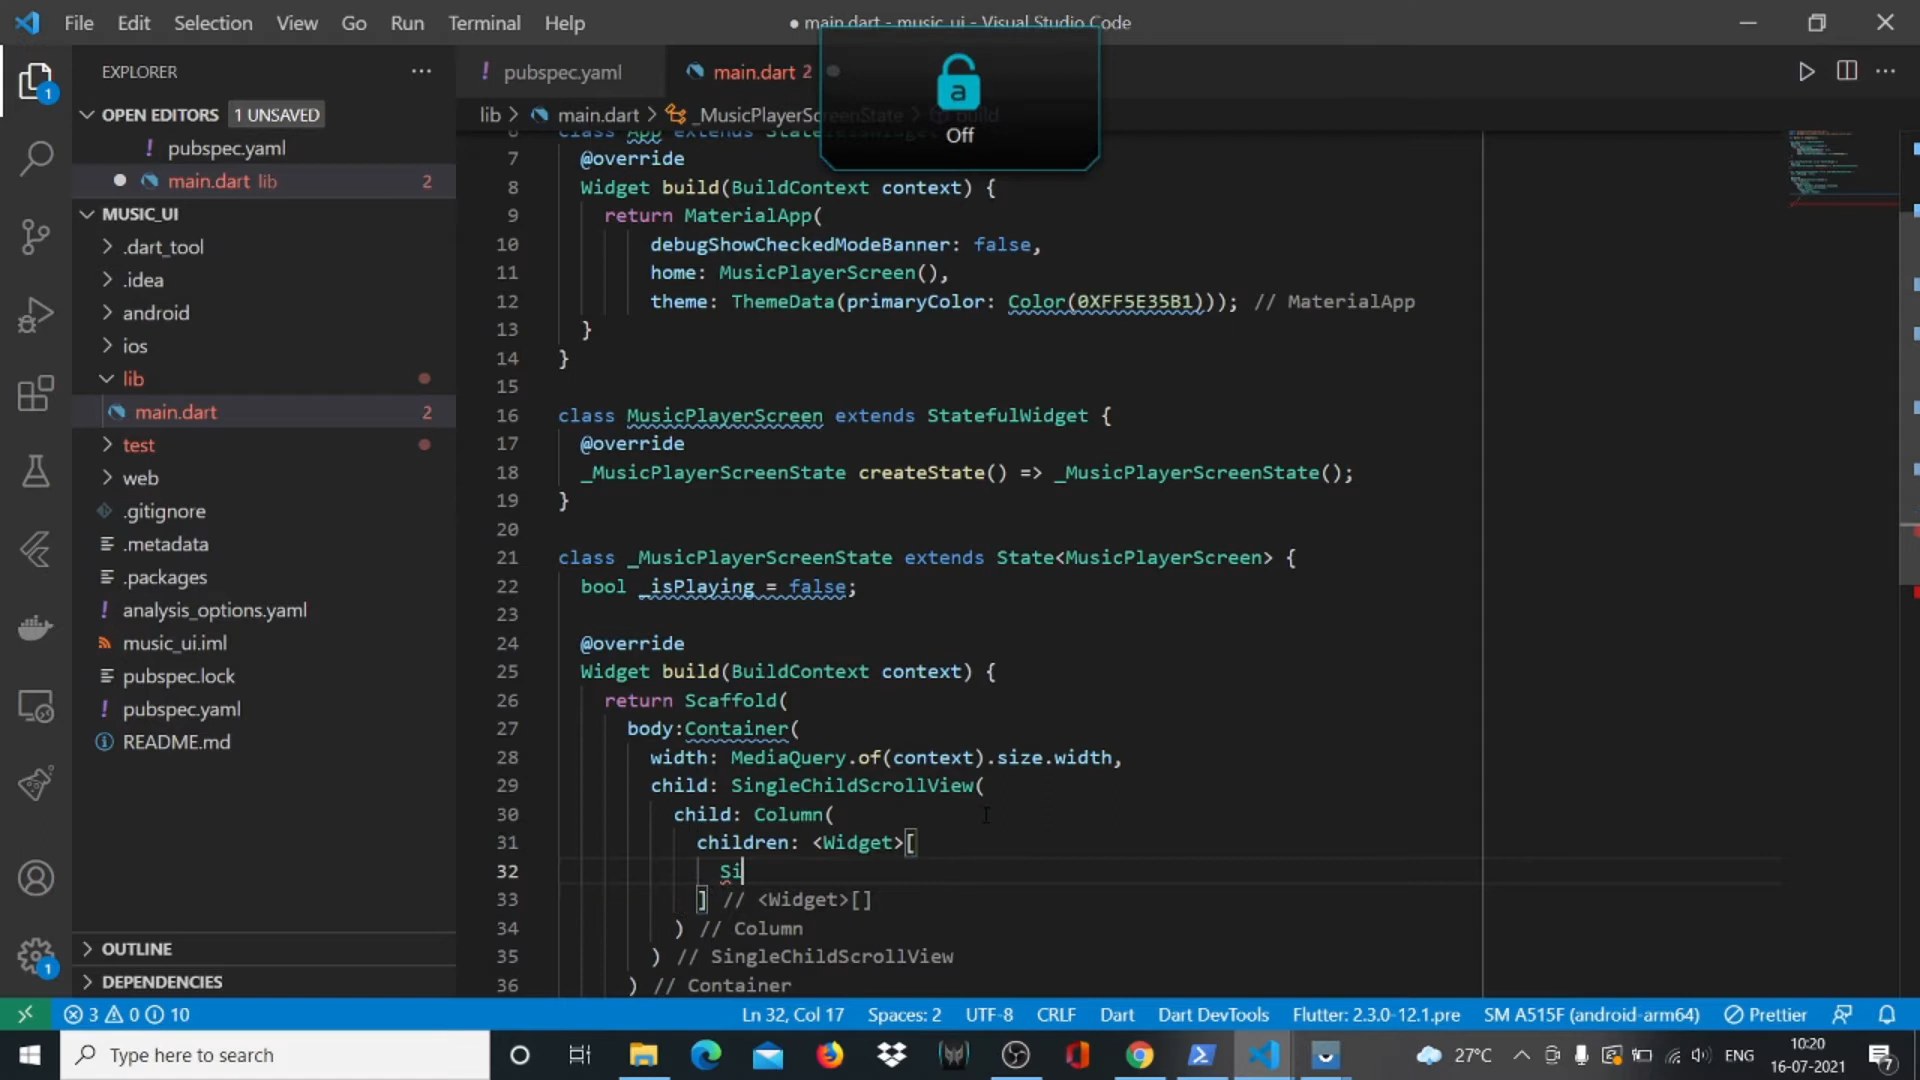 File Edit Selection View Go Run Terminal Help
● main.dart - music_ui - Visual Studio Code
a
Off
EXPLORER
OPEN EDITORS 1 UNSAVED
! pubspec.yaml
● main.dart lib 2
MUSIC_UI
.dart_tool
.idea
android
ios
lib
main.dart 2
test
web
.gitignore
.metadata
.packages
! analysis_options.yaml
music_ui.iml
pubspec.lock
! pubspec.yaml
README.md
OUTLINE
DEPENDENCIES
! pubspec.yaml
main.dart 2
lib > main.dart > _MusicPlayerScreenState > build
6 class App extends StatelessWidget {
7 @override
8 Widget build(BuildContext context) {
9 return MaterialApp(
10 debugShowCheckedModeBanner: false,
11 home: MusicPlayerScreen(),
12 theme: ThemeData(primaryColor: Color(0XFF5E35B1))); // MaterialApp
13 }
14 }
15
16 class MusicPlayerScreen extends StatefulWidget {
17 @override
18 _MusicPlayerScreenState createState() => _MusicPlayerScreenState();
19 }
20
21 class _MusicPlayerScreenState extends State<MusicPlayerScreen> {
22 bool _isPlaying = false;
23
24 @override
25 Widget build(BuildContext context) {
26 return Scaffold(
27 body:Container(
28 width: MediaQuery.of(context).size.width,
29 child: SingleChildScrollView(
30 child: Column(
31 children: <Widget>[
32 Si
33 ] // <Widget>[]
34 ) // Column
35 ) // SingleChildScrollView
36 ) // Container
1
1
3 0 10
Ln 32, Col 17 Spaces: 2 UTF-8 CRLF Dart Dart DevTools Flutter: 2.3.0-12.1.pre SM A515F (android-arm64) Prettier
Type here to search
27°C
ENG
10:20
16-07-2021
7